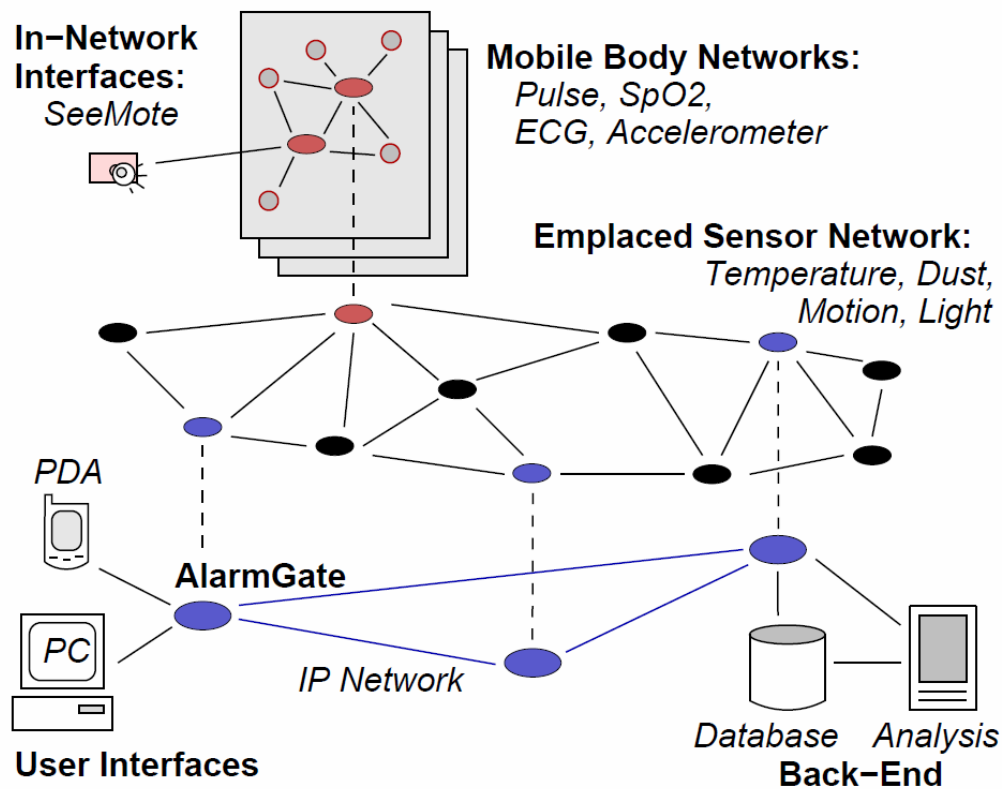 In−Network
Interfaces:
SeeMote
Mobile Body Networks:
Pulse, SpO2,
ECG, Accelerometer
Emplaced Sensor Network:
Temperature, Dust,
Motion, Light
PDA
AlarmGate
PC
IP Network
User Interfaces
Database
Analysis
Back−End